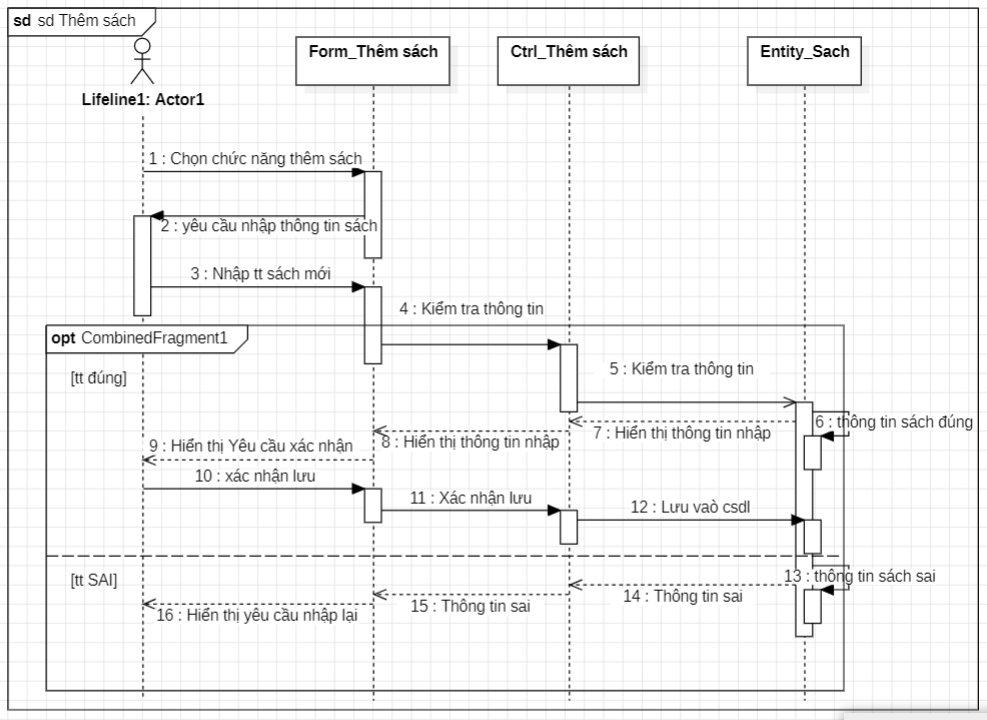 sd sd Thêm sách
Form_Thêm sách
Ctrl_Thêm sách
Entity_Sach
Lifeline1: Actor1
1 : Chọn chức năng thêm sách
2 : yêu cầu nhập thông tin sách
3 : Nhập tt sách mới
4 : Kiểm tra thông tin
opt CombinedFragment1
[tt đúng]
5 : Kiểm tra thông tin
6 : thông tin sách đúng
7 : Hiển thị thông tin nhập
8 : Hiển thị thông tin nhập
9 : Hiển thị Yêu cầu xác nhận
10 : xác nhận lưu
11 : Xác nhận lưu
12 : Lưu vaò csdl
[tt SAI]
13 : thông tin sách sai
14 : Thông tin sai
15 : Thông tin sai
16 : Hiển thị yêu cầu nhập lại